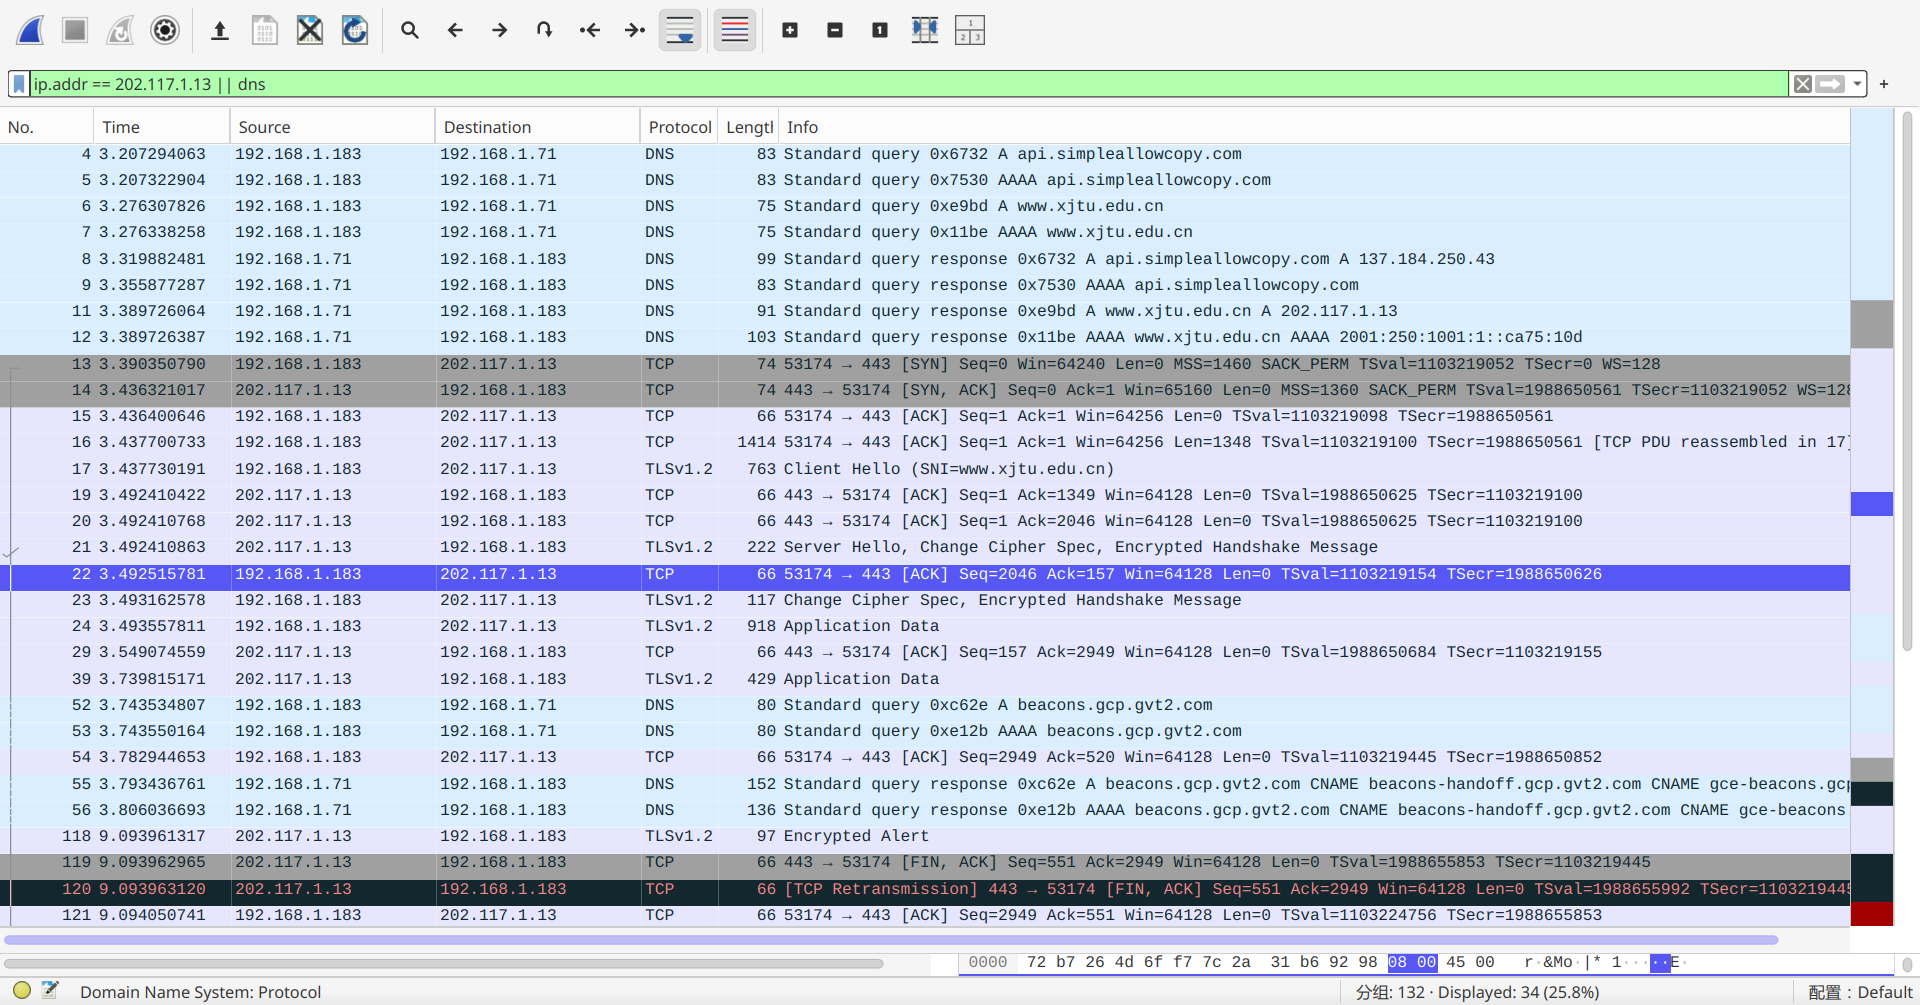 ip.addr == 202.117.1.13 || dns
No. Time Source Destination Protocol Length Info
4 3.207294063 192.168.1.183 192.168.1.71 DNS 83 Standard query 0x6732 A api.simpleallowcopy.com
5 3.207322904 192.168.1.183 192.168.1.71 DNS 83 Standard query 0x7530 AAAA api.simpleallowcopy.com
6 3.276307826 192.168.1.183 192.168.1.71 DNS 75 Standard query 0xe9bd A www.xjtu.edu.cn
7 3.276338258 192.168.1.183 192.168.1.71 DNS 75 Standard query 0x11be AAAA www.xjtu.edu.cn
8 3.319882481 192.168.1.71 192.168.1.183 DNS 99 Standard query response 0x6732 A api.simpleallowcopy.com A 137.184.250.43
9 3.355877287 192.168.1.71 192.168.1.183 DNS 83 Standard query response 0x7530 AAAA api.simpleallowcopy.com
11 3.389726064 192.168.1.71 192.168.1.183 DNS 91 Standard query response 0xe9bd A www.xjtu.edu.cn A 202.117.1.13
12 3.389726387 192.168.1.71 192.168.1.183 DNS 103 Standard query response 0x11be AAAA www.xjtu.edu.cn AAAA 2001:250:1001:1::ca75:10d
13 3.390350790 192.168.1.183 202.117.1.13 TCP 74 53174 → 443 [SYN] Seq=0 Win=64240 Len=0 MSS=1460 SACK_PERM TSval=1103219052 TSecr=0 WS=128
14 3.436321017 202.117.1.13 192.168.1.183 TCP 74 443 → 53174 [SYN, ACK] Seq=0 Ack=1 Win=65160 Len=0 MSS=1360 SACK_PERM TSval=1988650561 TSecr=1103219052 WS=128
15 3.436400646 192.168.1.183 202.117.1.13 TCP 66 53174 → 443 [ACK] Seq=1 Ack=1 Win=64256 Len=0 TSval=1103219098 TSecr=1988650561
16 3.437700733 192.168.1.183 202.117.1.13 TCP 1414 53174 → 443 [ACK] Seq=1 Ack=1 Win=64256 Len=1348 TSval=1103219100 TSecr=1988650561 [TCP PDU reassembled in 17]
17 3.437730191 192.168.1.183 202.117.1.13 TLSv1.2 763 Client Hello (SNI=www.xjtu.edu.cn)
19 3.492410422 202.117.1.13 192.168.1.183 TCP 66 443 → 53174 [ACK] Seq=1 Ack=1349 Win=64128 Len=0 TSval=1988650625 TSecr=1103219100
20 3.492410768 202.117.1.13 192.168.1.183 TCP 66 443 → 53174 [ACK] Seq=1 Ack=2046 Win=64128 Len=0 TSval=1988650625 TSecr=1103219100
21 3.492410863 202.117.1.13 192.168.1.183 TLSv1.2 222 Server Hello, Change Cipher Spec, Encrypted Handshake Message
22 3.492515781 192.168.1.183 202.117.1.13 TCP 66 53174 → 443 [ACK] Seq=2046 Ack=157 Win=64128 Len=0 TSval=1103219154 TSecr=1988650626
23 3.493162578 192.168.1.183 202.117.1.13 TLSv1.2 117 Change Cipher Spec, Encrypted Handshake Message
24 3.493557811 192.168.1.183 202.117.1.13 TLSv1.2 918 Application Data
29 3.549074559 202.117.1.13 192.168.1.183 TCP 66 443 → 53174 [ACK] Seq=157 Ack=2949 Win=64128 Len=0 TSval=1988650684 TSecr=1103219155
39 3.739815171 202.117.1.13 192.168.1.183 TLSv1.2 429 Application Data
52 3.743534807 192.168.1.183 192.168.1.71 DNS 80 Standard query 0xc62e A beacons.gcp.gvt2.com
53 3.743550164 192.168.1.183 192.168.1.71 DNS 80 Standard query 0xe12b AAAA beacons.gcp.gvt2.com
54 3.782944653 192.168.1.183 202.117.1.13 TCP 66 53174 → 443 [ACK] Seq=2949 Ack=520 Win=64128 Len=0 TSval=1103219445 TSecr=1988650852
55 3.793436761 192.168.1.71 192.168.1.183 DNS 152 Standard query response 0xc62e A beacons.gcp.gvt2.com CNAME beacons-handoff.gcp.gvt2.com CNAME gce-beacons.gcp
56 3.806036693 192.168.1.71 192.168.1.183 DNS 136 Standard query response 0xe12b AAAA beacons.gcp.gvt2.com CNAME beacons-handoff.gcp.gvt2.com CNAME gce-beacons
118 9.093961317 202.117.1.13 192.168.1.183 TLSv1.2 97 Encrypted Alert
119 9.093962965 202.117.1.13 192.168.1.183 TCP 66 443 → 53174 [FIN, ACK] Seq=551 Ack=2949 Win=64128 Len=0 TSval=1988655853 TSecr=1103219445
120 9.093963120 202.117.1.13 192.168.1.183 TCP 66 [TCP Retransmission] 443 → 53174 [FIN, ACK] Seq=551 Ack=2949 Win=64128 Len=0 TSval=1988655992 TSecr=1103219445
121 9.094050741 192.168.1.183 202.117.1.13 TCP 66 53174 → 443 [ACK] Seq=2949 Ack=551 Win=64128 Len=0 TSval=1103224756 TSecr=1988655853
0000 72 b7 26 4d 6f f7 7c 2a 31 b6 92 98 08 00 45 00 r·&Mo·|* 1·····E·
Domain Name System: Protocol 分组: 132 · Displayed: 34 (25.8%) 配置：Default